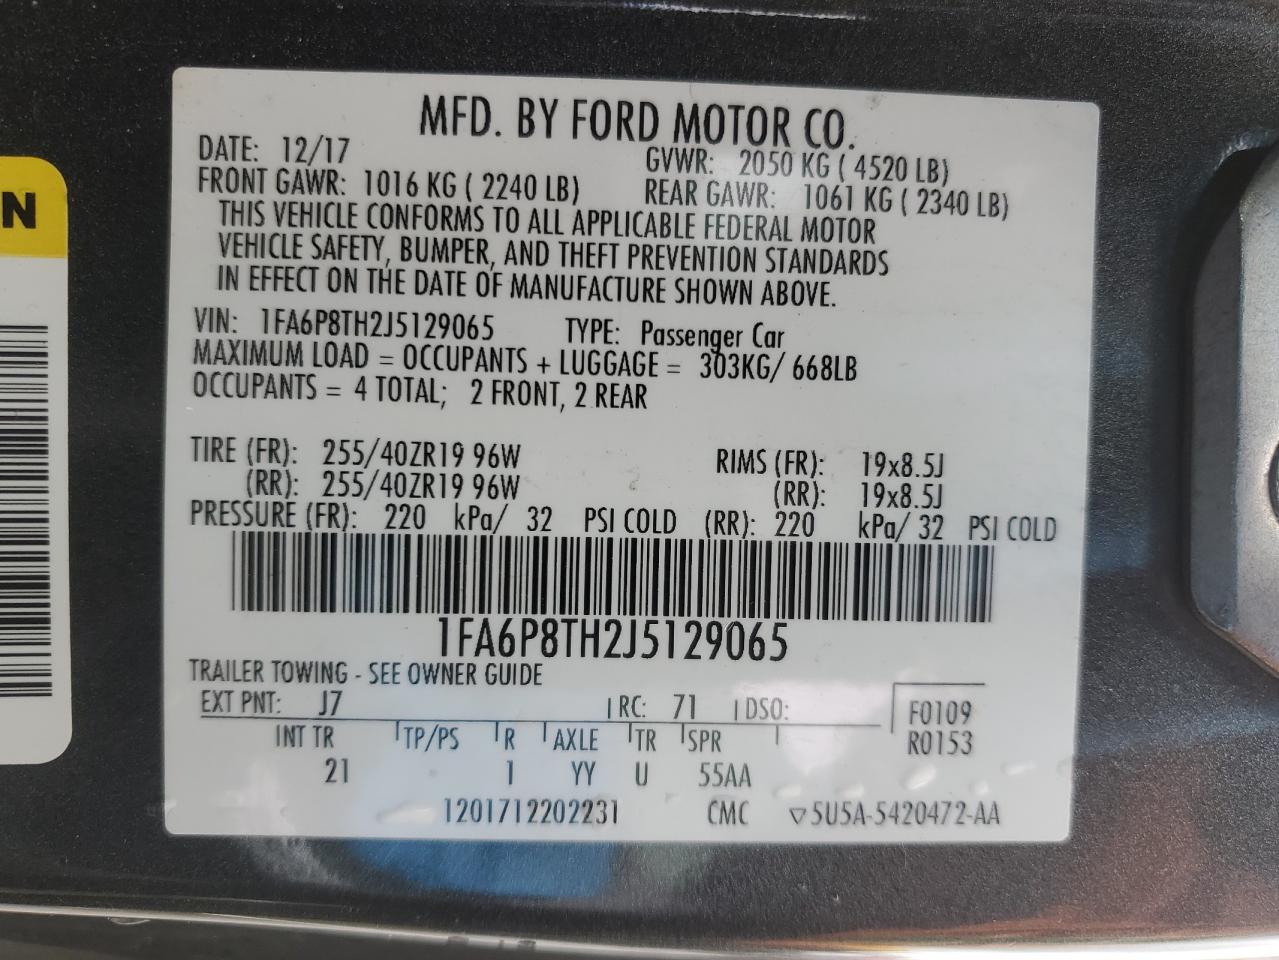 MFD. BY FORD MOTOR CO.
DATE: 12/17 GVWR: 2050 KG ( 4520 LB)
FRONT GAWR: 1016 KG ( 2240 LB) REAR GAWR: 1061 KG ( 2340 LB)
THIS VEHICLE CONFORMS TO ALL APPLICABLE FEDERAL MOTOR
VEHICLE SAFETY, BUMPER, AND THEFT PREVENTION STANDARDS
IN EFFECT ON THE DATE OF MANUFACTURE SHOWN ABOVE.
VIN: 1FA6P8TH2J5129065 TYPE: Passenger Car
MAXIMUM LOAD = OCCUPANTS + LUGGAGE = 303KG/ 668LB
OCCUPANTS = 4 TOTAL; 2 FRONT, 2 REAR
TIRE (FR): 255/40ZR19 96W RIMS (FR): 19x8.5J
(RR): 255/40ZR19 96W (RR): 19x8.5J
PRESSURE (FR): 220 kPa/ 32 PSI COLD (RR): 220 kPa/ 32 PSI COLD
1FA6P8TH2J5129065
TRAILER TOWING - SEE OWNER GUIDE
EXT PNT: J7 RC: 71 DSO: F0109
INT TR TP/PS R AXLE TR SPR R0153
21 1 YY U 55AA
1201712202231 CMC ▽5U5A-5420472-AA
N